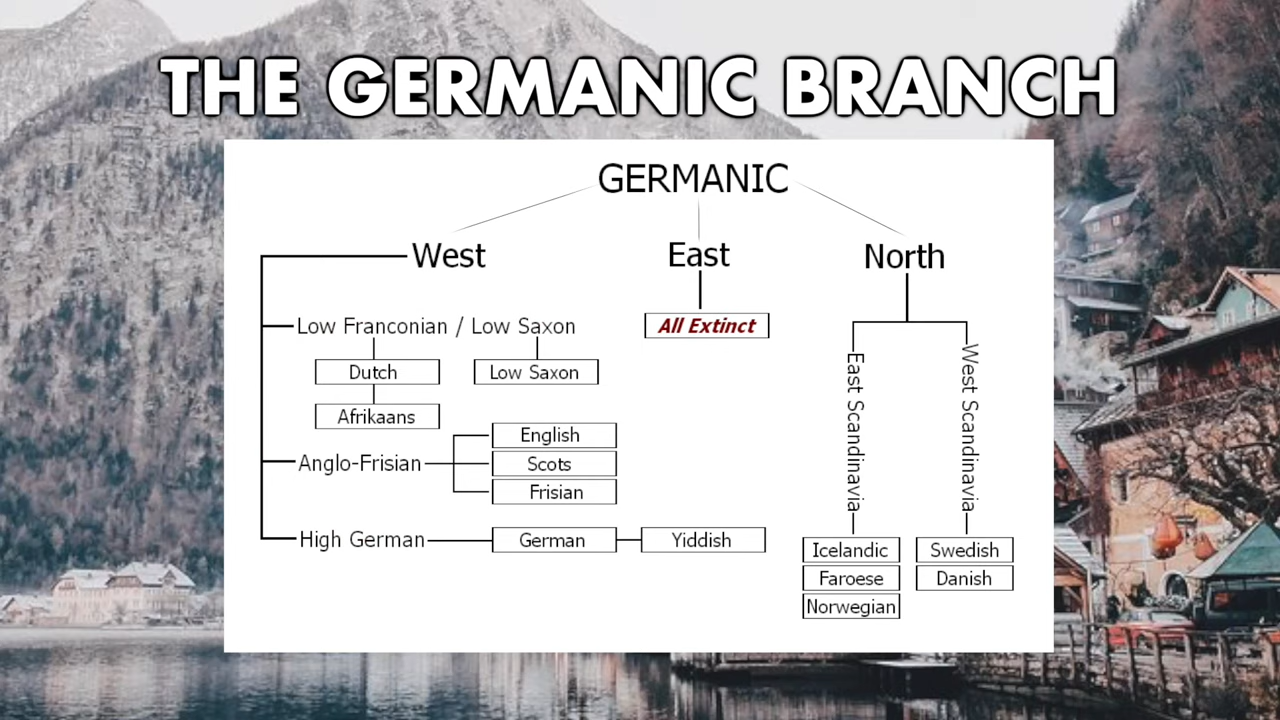 THE GERMANIC BRANCH
GERMANIC
West
East
North
All Extinct
Low Franconian / Low Saxon
Dutch
Low Saxon
Afrikaans
Anglo-Frisian
English
Scots
Frisian
High German
German
Yiddish
East Scandinavia
West Scandinavia
Icelandic
Faroese
Norwegian
Swedish
Danish